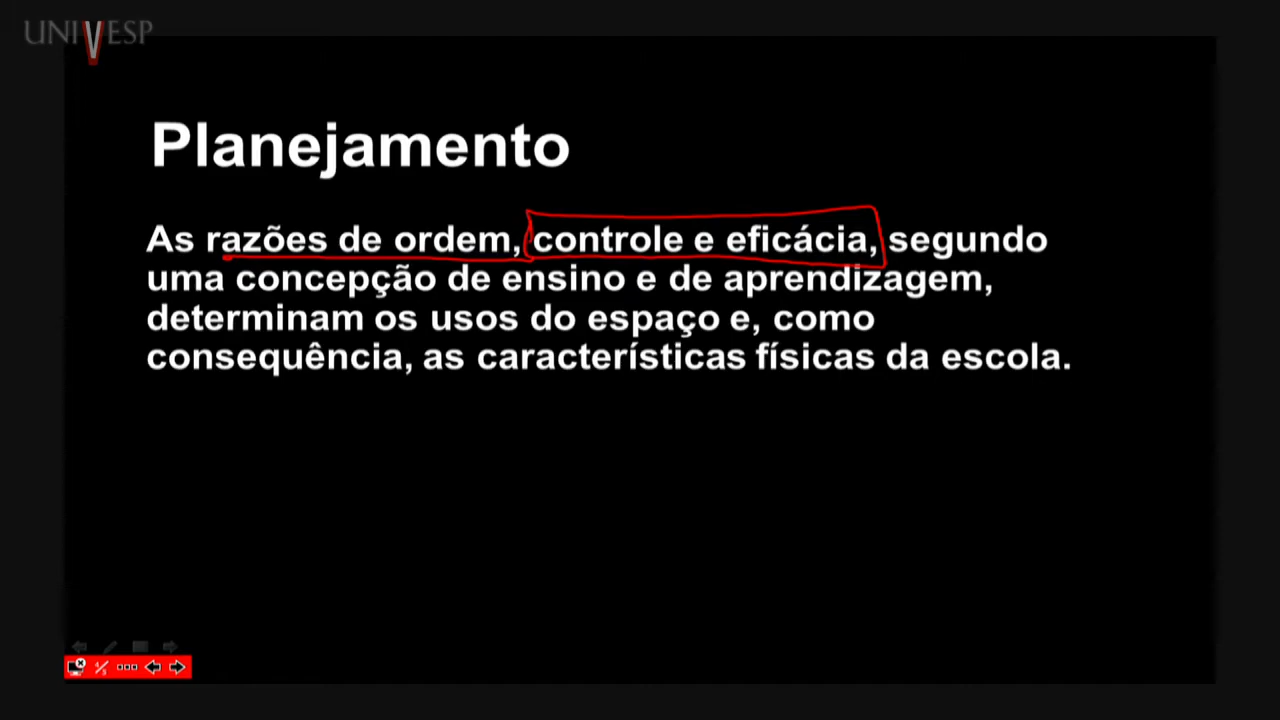 UNIVESP
Planejamento
As razões de ordem, controle e eficácia, segundo
uma concepção de ensino e de aprendizagem,
determinam os usos do espaço e, como
consequência, as características físicas da escola.